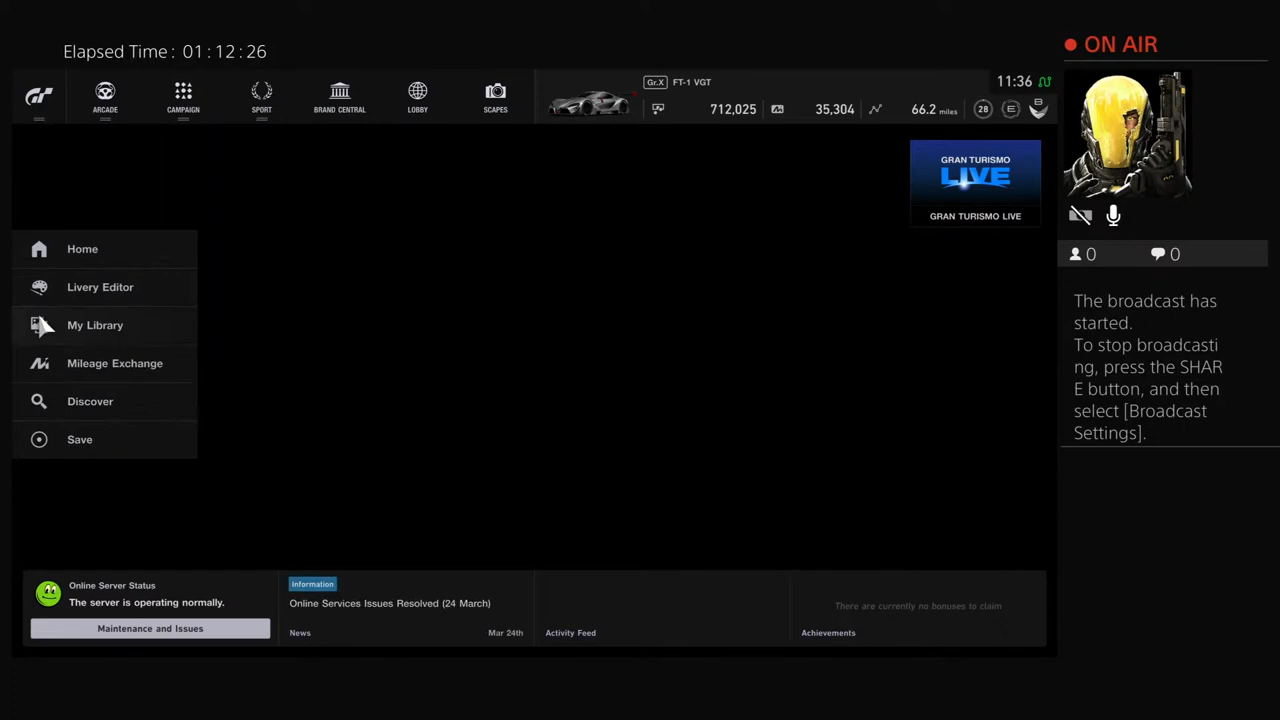 Elapsed Time: 01:12:26
ON AIR
GT
ARCADE
CAMPAIGN
SPORT
BRAND CENTRAL
LOBBY
SCAPES
Gr.X FT-1 VGT
11:36
712,025
35,304
66.2 miles
28
E
B
GRAN TURISMO
LIVE
GRAN TURISMO LIVE
0
0
Home
Livery Editor
My Library
Mileage Exchange
Discover
Save
The broadcast has
started.
To stop broadcasti
ng, press the SHAR
E button, and then
select [Broadcast
Settings].
Online Server Status
The server is operating normally.
Maintenance and Issues
Information
Online Services Issues Resolved (24 March)
News
Mar 24th
Activity Feed
There are currently no bonuses to claim
Achievements